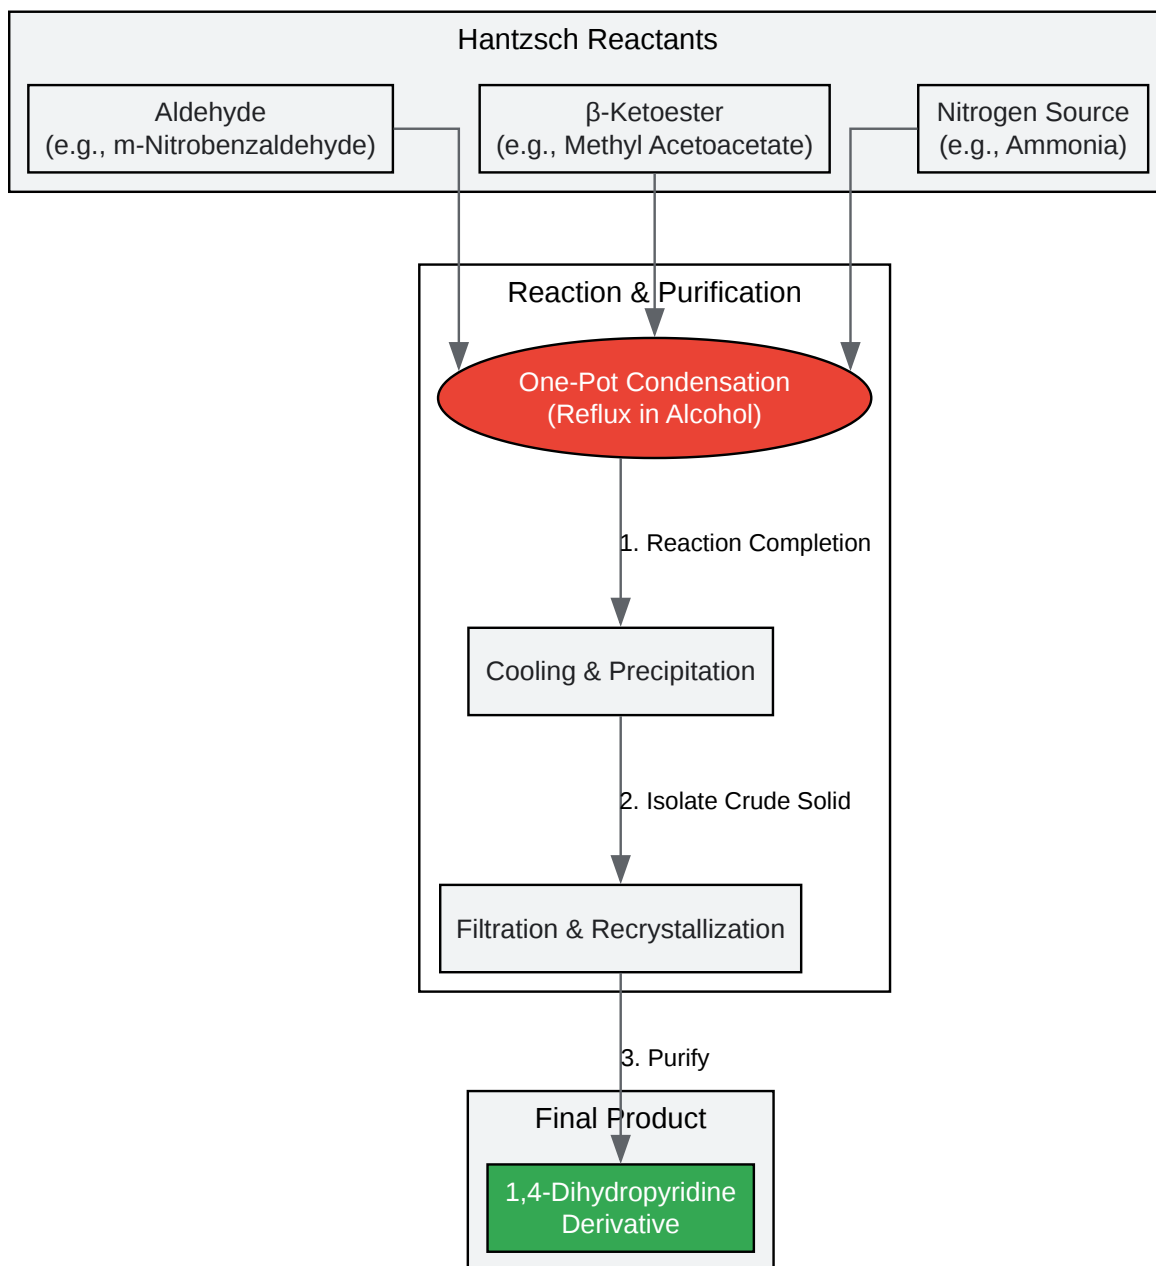 Hantzsch Reactants
Aldehyde
(e.g., m-Nitrobenzaldehyde)
β-Ketoester
(e.g., Methyl Acetoacetate)
Nitrogen Source
(e.g., Ammonia)
Reaction & Purification
One-Pot Condensation
(Reflux in Alcohol)
1. Reaction Completion
Cooling & Precipitation
2. Isolate Crude Solid
Filtration & Recrystallization
3. Purify
Final Product
1,4-Dihydropyridine
Derivative